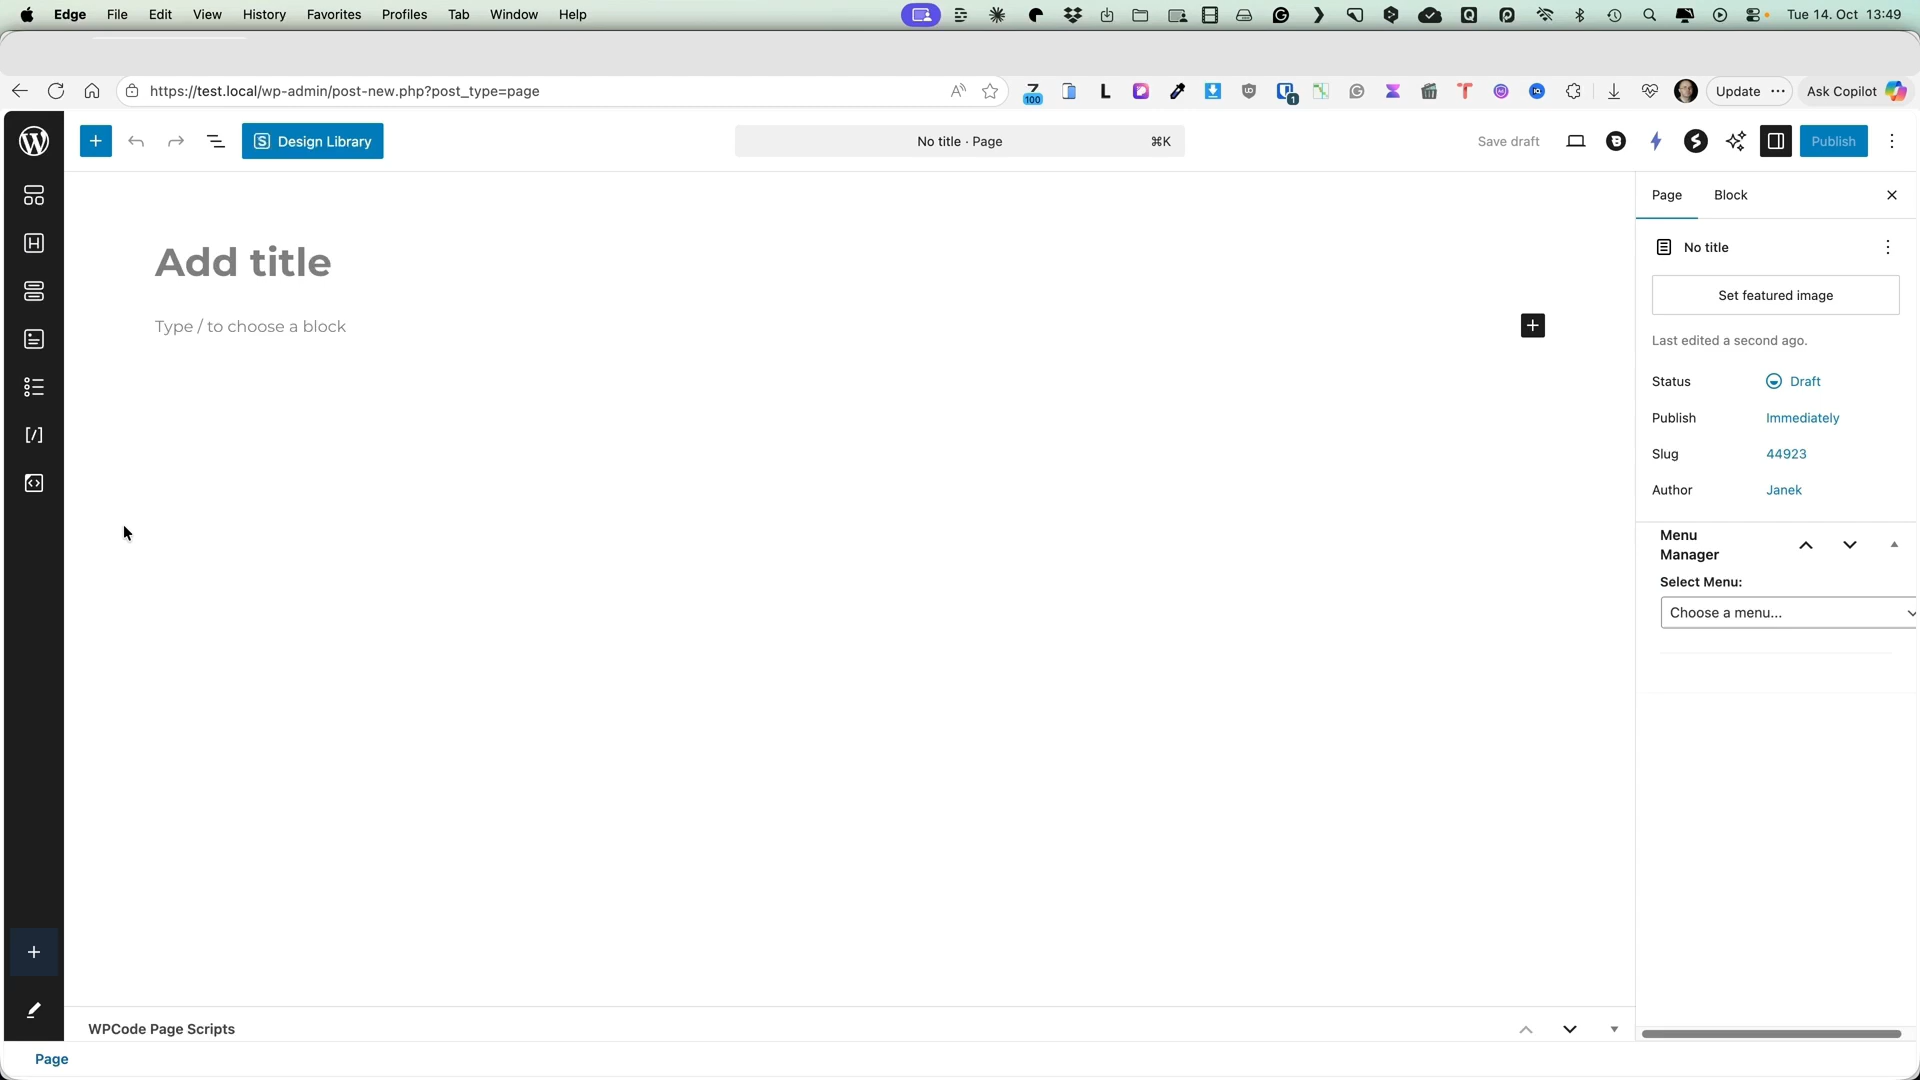 Edge File Edit View History Favorites Profiles Tab Window Help
Tue 14. Oct 13:49
https://test.local/wp-admin/post-new.php?post_type=page
100
1
Update
Ask Copilot
Design Library
No title · Page
⌘K
Save draft
Publish
Page Block
Add title
No title
Set featured image
Type / to choose a block
Last edited a second ago.
Status Draft
Publish Immediately
Slug 44923
Author Janek
Menu
Manager
Select Menu:
Choose a menu...
WPCode Page Scripts
Page